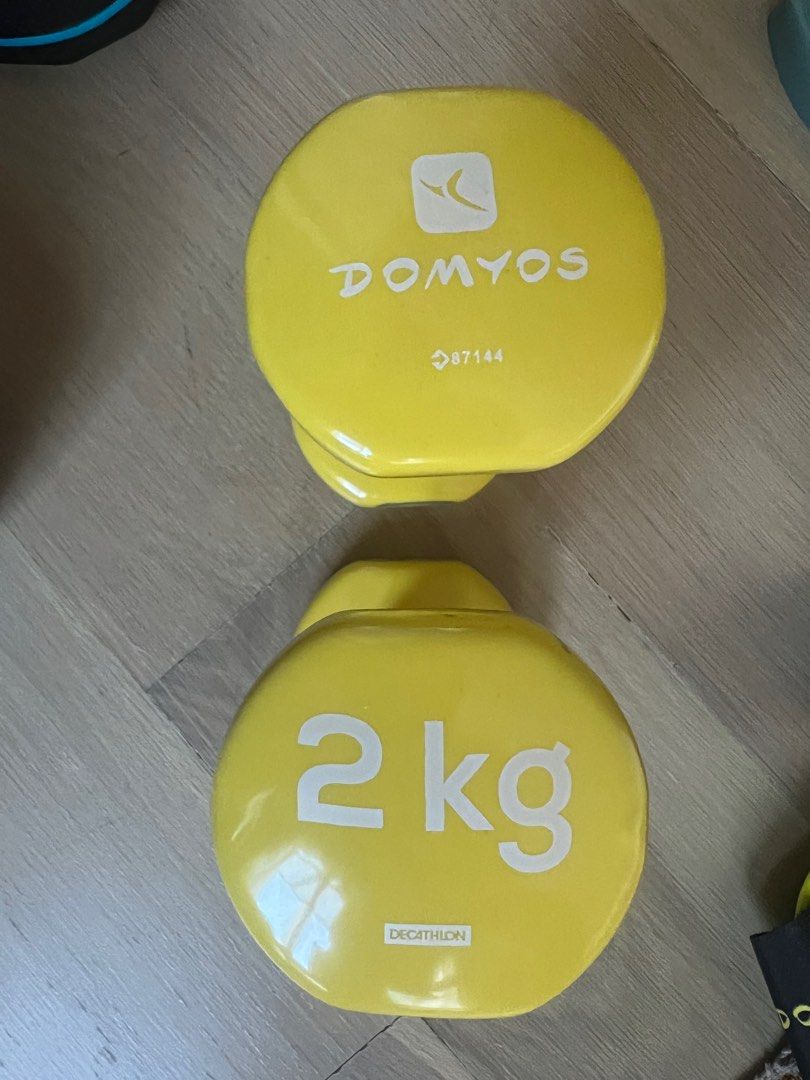 DOMYOS
87144
2 kg
DECATHLON